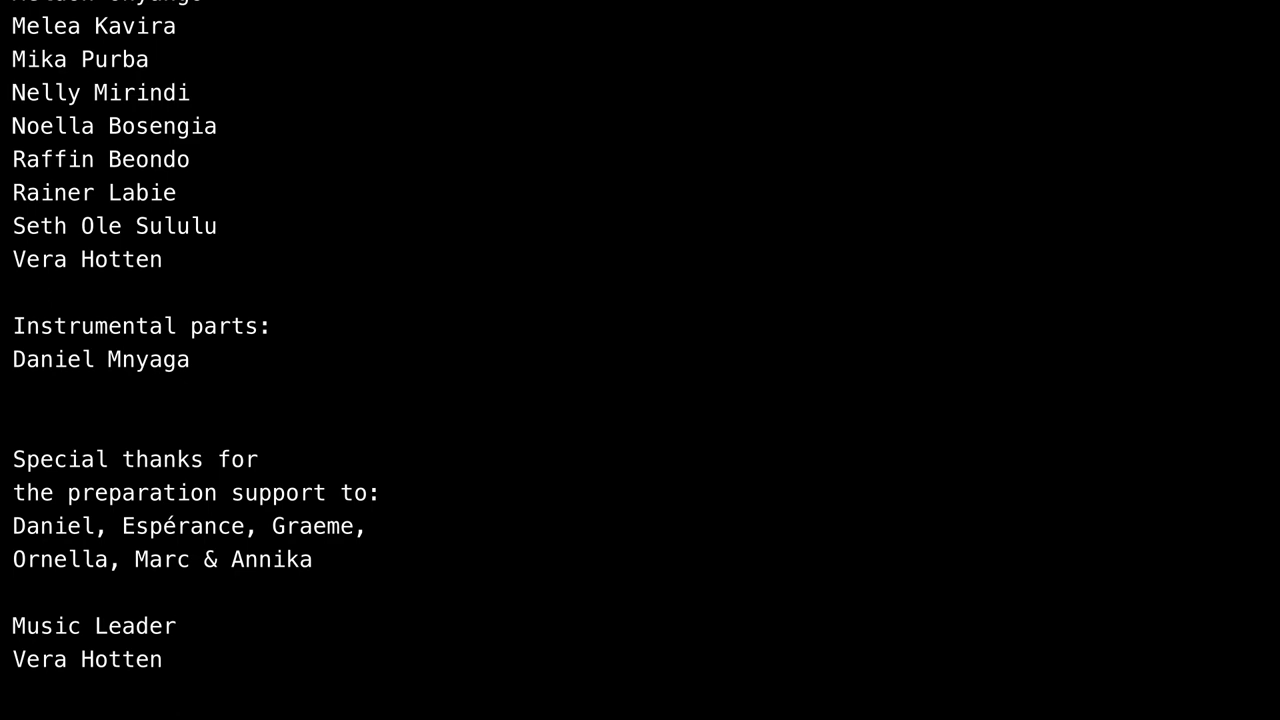 Melea Kavira
Mika Purba
Nelly Mirindi
Noella Bosengia
Raffin Beondo
Rainer Labie
Seth Ole Sululu
Vera Hotten
Instrumental parts:
Daniel Mnyaga
Special thanks for
the preparation support to:
Daniel, Espérance, Graeme,
Ornella, Marc & Annika
Music Leader
Vera Hotten